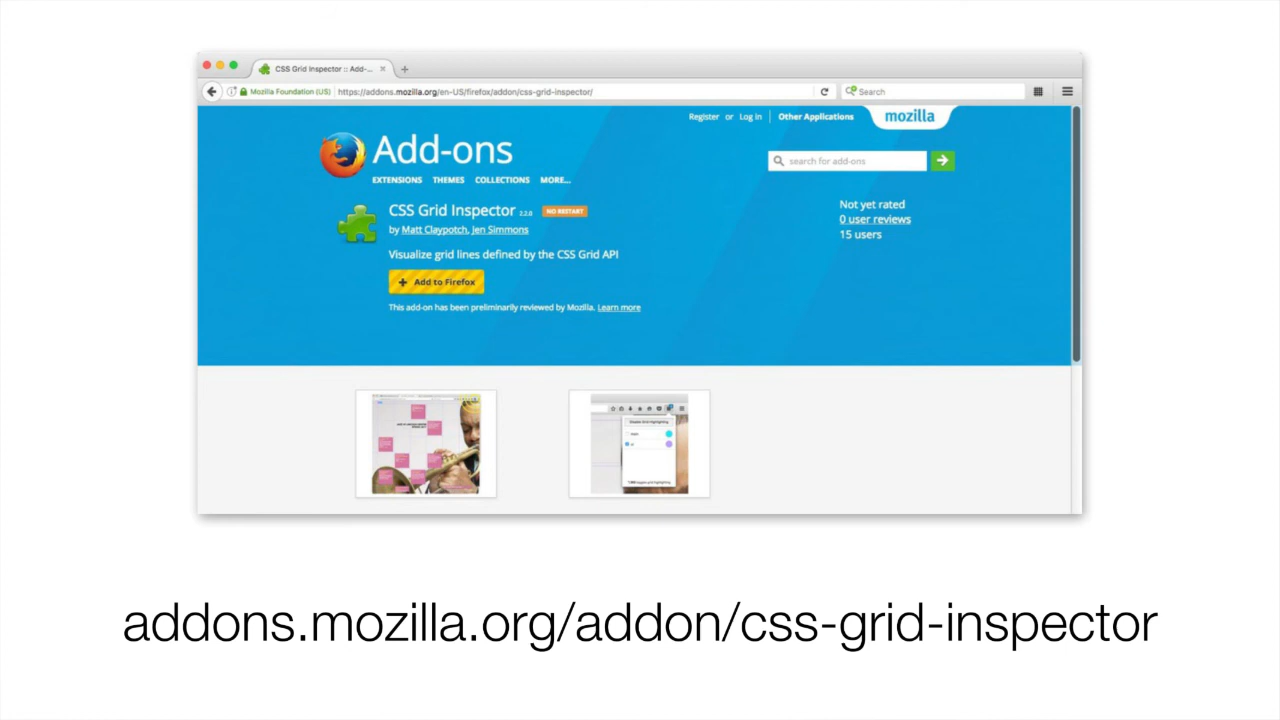 CSS Grid Inspector :: Add-...
Mozilla Foundation (US)
https://addons.mozilla.org/en-US/firefox/addon/css-grid-inspector/
Search
Register or Log In
Other Applications
mozilla
Add-ons
search for add-ons
EXTENSIONS THEMES COLLECTIONS MORE...
CSS Grid Inspector 2.2.0 NO RESTART
by Matt Claypotch, Jen Simmons
Not yet rated
0 user reviews
15 users
Visualize grid lines defined by the CSS Grid API
+ Add to Firefox
This add-on has been preliminarily reviewed by Mozilla. Learn more
addons.mozilla.org/addon/css-grid-inspector